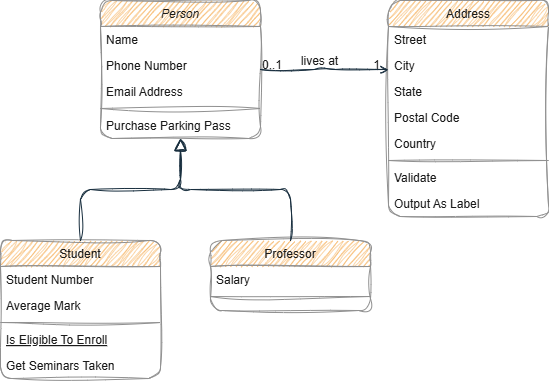 Person
Name
Phone Number
Email Address
Purchase Parking Pass
0..1
lives at
1
Address
Street
City
State
Postal Code
Country
Validate
Output As Label
Student
Student Number
Average Mark
Is Eligible To Enroll
Get Seminars Taken
Professor
Salary